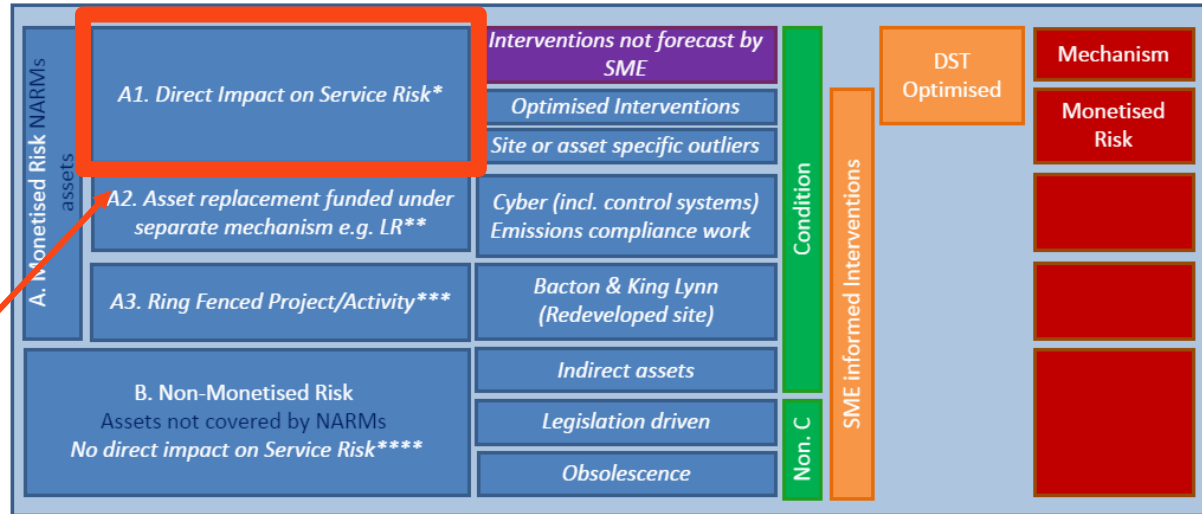 A. Monetised Risk NARMs
assets
A1. Direct Impact on Service Risk*
A2. Asset replacement funded under
separate mechanism e.g. LR**
A3. Ring Fenced Project/Activity***
B. Non-Monetised Risk
Assets not covered by NARMs
No direct impact on Service Risk****
Interventions not forecast by
SME
Optimised Interventions
Site or asset specific outliers
Cyber (incl. control systems)
Emissions compliance work
Bacton & King Lynn
(Redeveloped site)
Indirect assets
Legislation driven
Obsolescence
Condition
Non. C
SME informed Interventions
DST
Optimised
Mechanism
Monetised
Risk